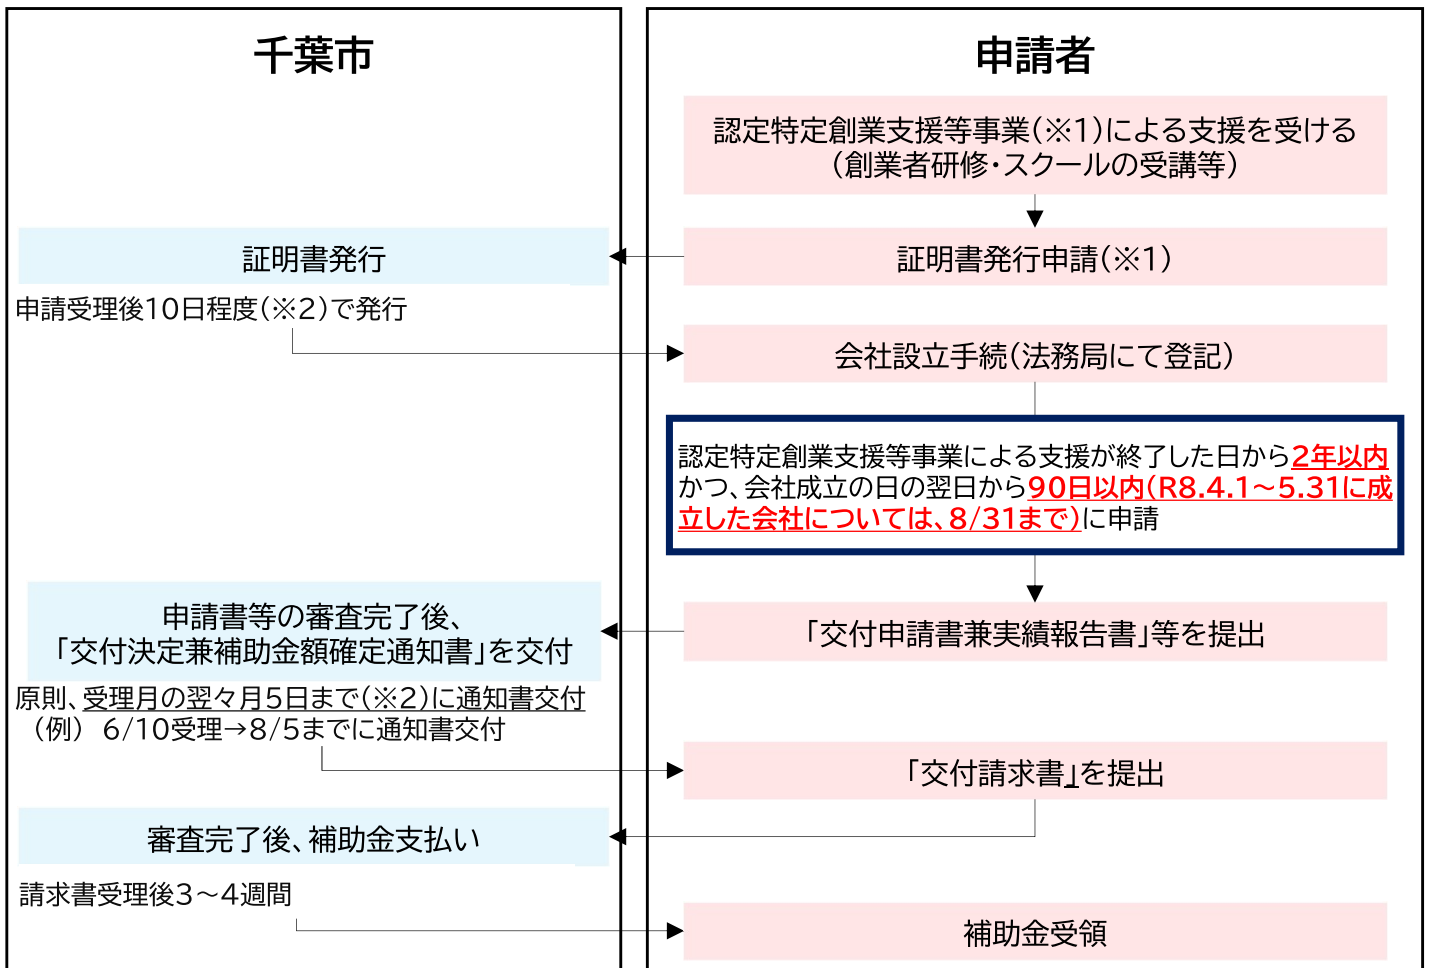 千葉市
申請者
認定特定創業支援等事業(※1)による支援を受ける
(創業者研修・スクールの受講等)
証明書発行
証明書発行申請(※1)
申請受理後10日程度(※2)で発行
会社設立手続(法務局にて登記)
認定特定創業支援等事業による支援が終了した日から2年以内
かつ、会社成立の日の翌日から90日以内(R8.4.1～5.31に成
立した会社については、8/31まで)に申請
申請書等の審査完了後、
「交付決定兼補助金額確定通知書」を交付
「交付申請書兼実績報告書」等を提出
原則、受理月の翌々月5日まで(※2)に通知書交付
(例) 6/10受理→8/5までに通知書交付
「交付請求書」を提出
審査完了後、補助金支払い
請求書受理後3～4週間
補助金受領